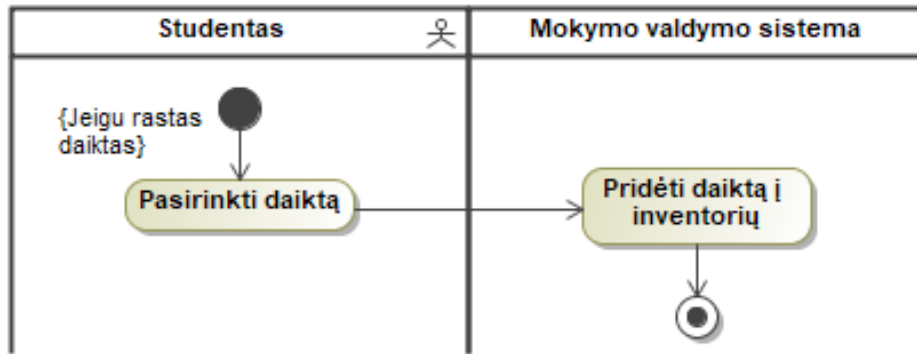 Studentas
Mokymo valdymo sistema
{Jeigu rastas
daiktas}
Pasirinkti daiktą
Pridėti daiktą į
inventorių